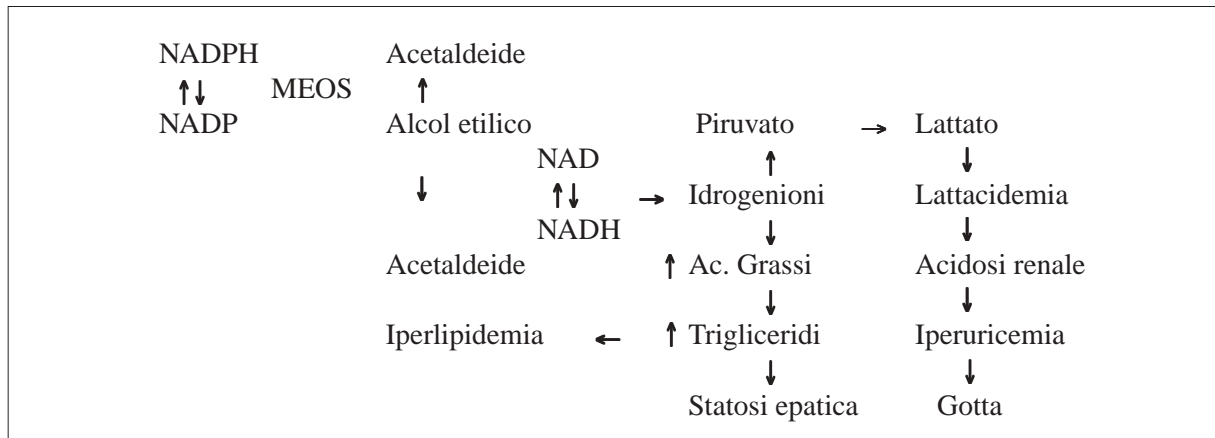 NADPH Acetaldeide
↑↓ MEOS ↑
NADP Alcol etilico Piruvato → Lattato
NAD ↑ ↓
↓ ↑↓ → Idrogenioni Lattacidemia
NADH ↓ ↓
Acetaldeide ↑ Ac. Grassi Acidosi renale
↓ ↓
Iperlipidemia ← ↑ Trigliceridi Iperuricemia
↓ ↓
Statosi epatica Gotta